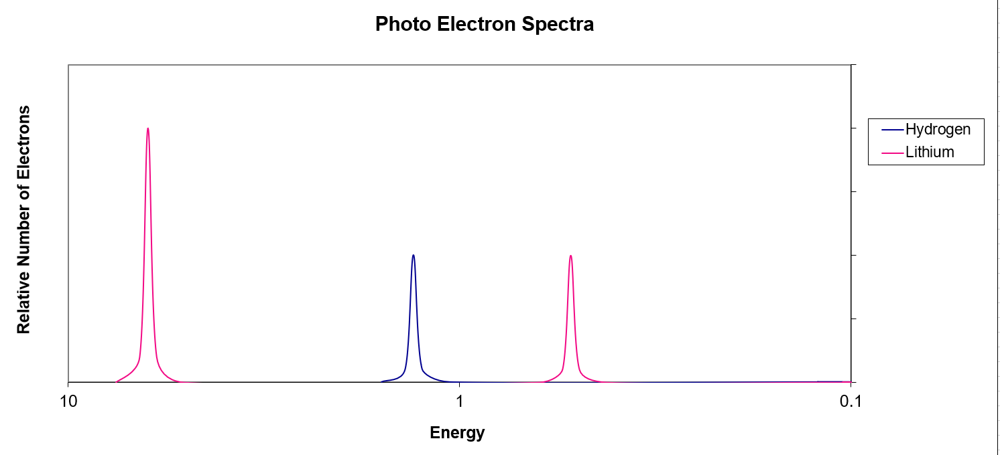 Photo Electron Spectra
Relative Number of Electrons
Hydrogen
Lithium
10
1
0.1
Energy